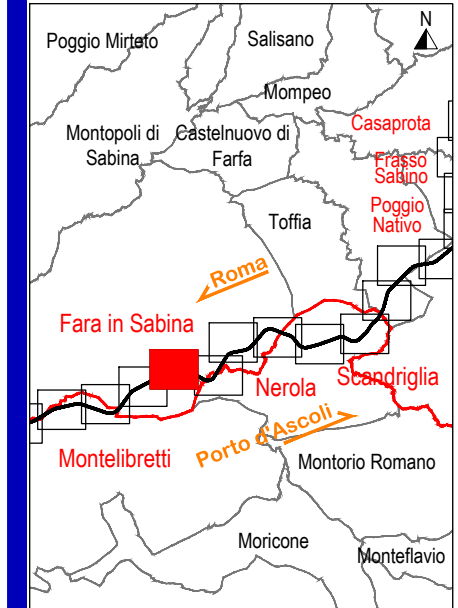 N
Poggio Mirteto
Salisano
Mompeo
Casaprota
Montopoli di
Sabina
Castelnuovo di
Farfa
Frasso
Sabino
Poggio
Nativo
Toffia
Roma
Fara in Sabina
Nerola
Scandriglia
Porto d'Ascoli
Montelibretti
Montorio Romano
Moricone
Monteflavio